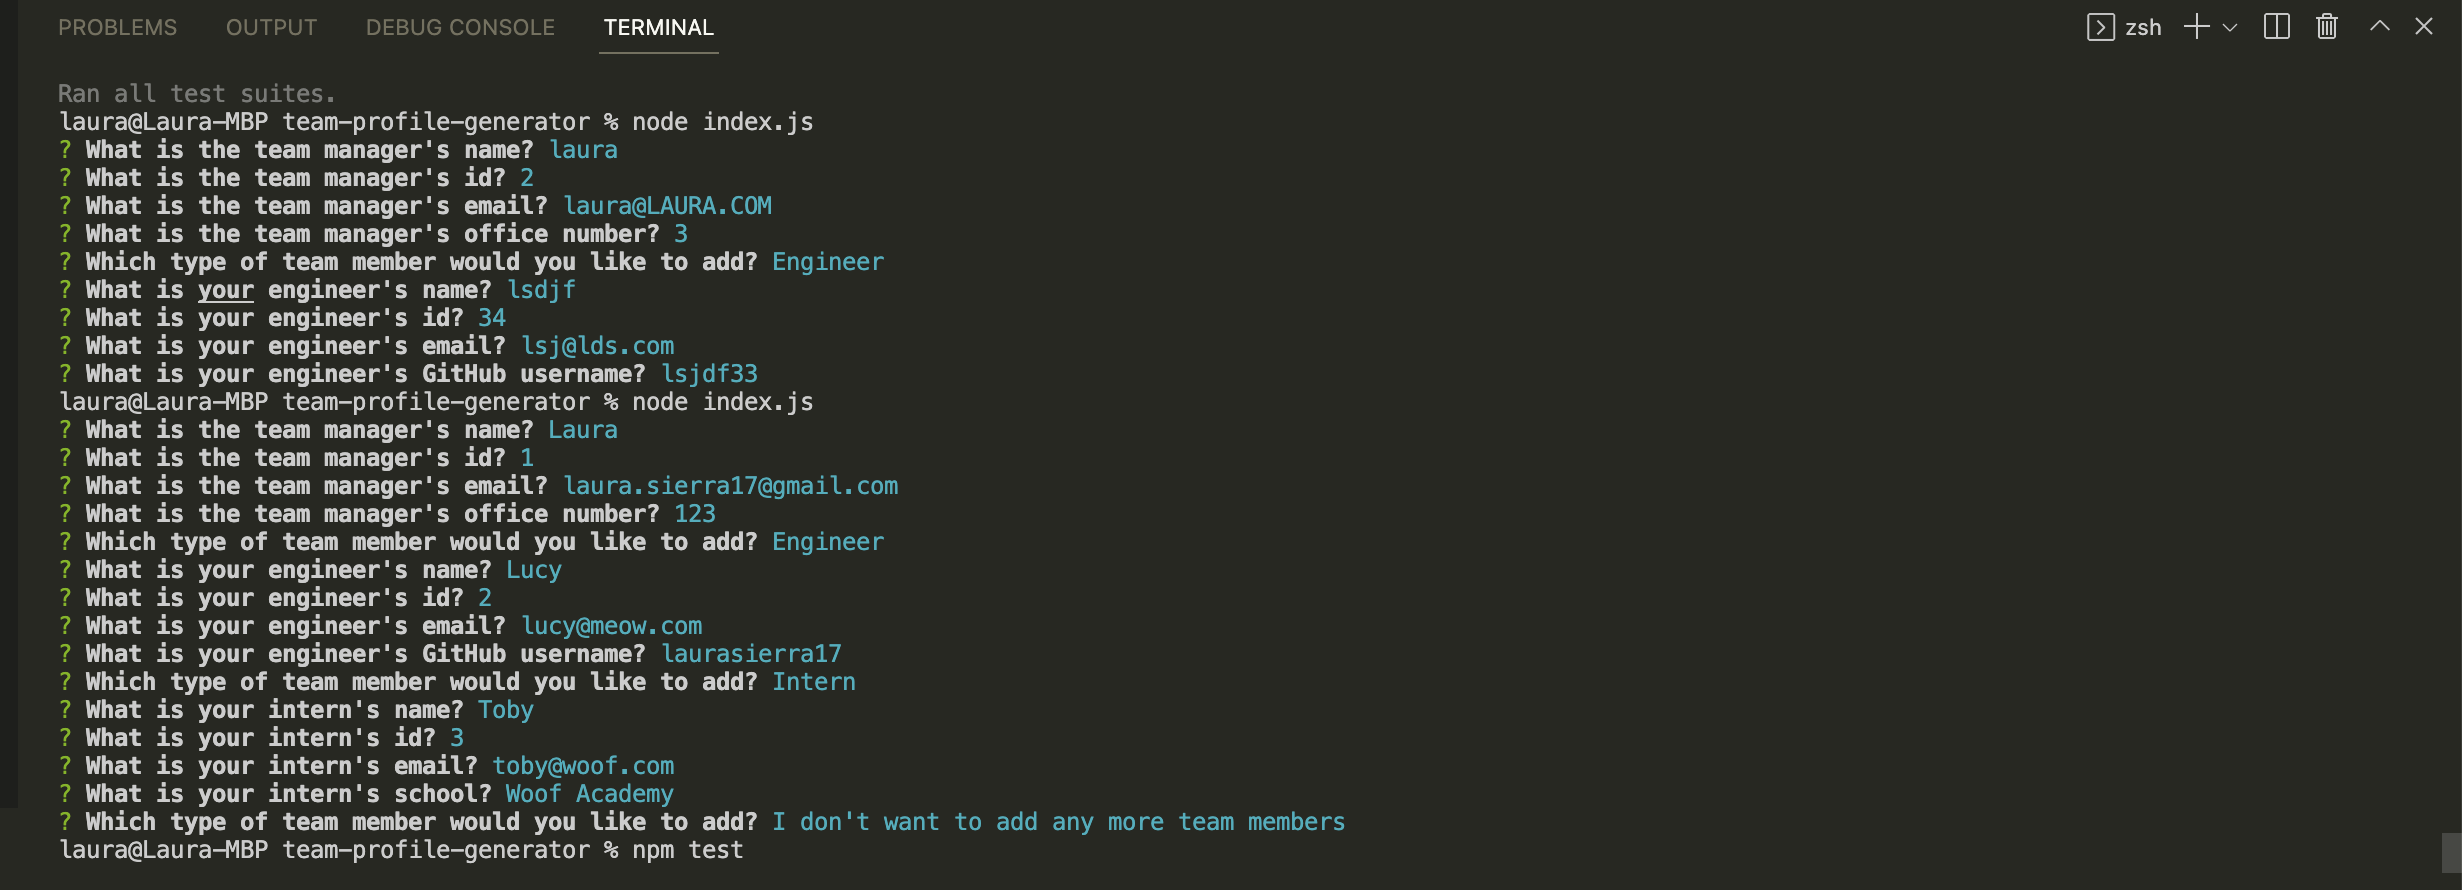 PROBLEMS OUTPUT DEBUG CONSOLE TERMINAL zsh
Ran all test suites.
laura@Laura-MBP team-profile-generator % node index.js
? What is the team manager's name? laura
? What is the team manager's id? 2
? What is the team manager's email? laura@LAURA.COM
? What is the team manager's office number? 3
? Which type of team member would you like to add? Engineer
? What is your engineer's name? lsdjf
? What is your engineer's id? 34
? What is your engineer's email? lsj@lds.com
? What is your engineer's GitHub username? lsjdf33
laura@Laura-MBP team-profile-generator % node index.js
? What is the team manager's name? Laura
? What is the team manager's id? 1
? What is the team manager's email? laura.sierra17@gmail.com
? What is the team manager's office number? 123
? Which type of team member would you like to add? Engineer
? What is your engineer's name? Lucy
? What is your engineer's id? 2
? What is your engineer's email? lucy@meow.com
? What is your engineer's GitHub username? laurasierra17
? Which type of team member would you like to add? Intern
? What is your intern's name? Toby
? What is your intern's id? 3
? What is your intern's email? toby@woof.com
? What is your intern's school? Woof Academy
? Which type of team member would you like to add? I don't want to add any more team members
laura@Laura-MBP team-profile-generator % npm test